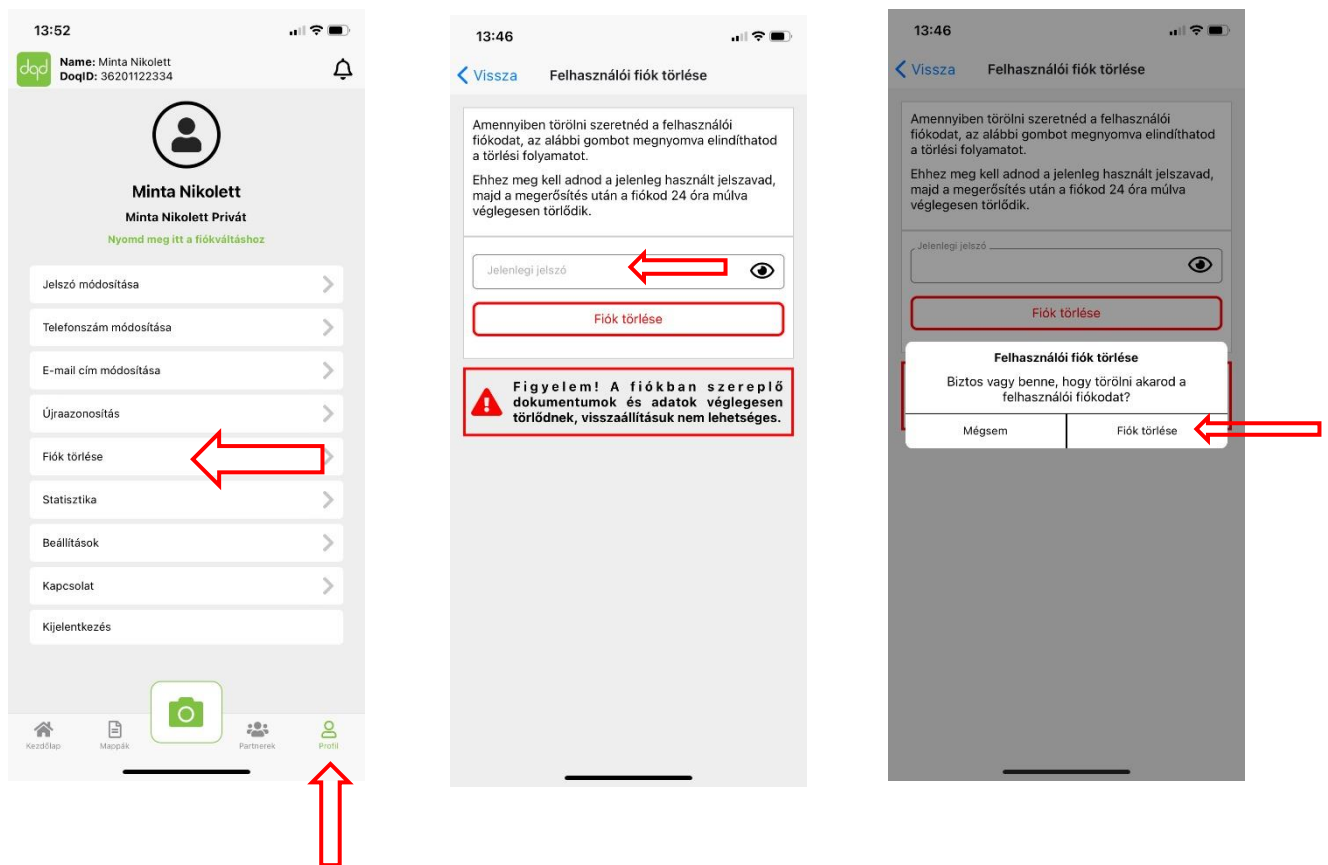 13:52
dqd
Name: Minta Nikolett
DoqID: 36201122334
Minta Nikolett
Minta Nikolett Privát
Nyomd meg itt a fiókváltáshoz
Jelszó módosítása
Telefonszám módosítása
E-mail cím módosítása
Újraazonosítás
Fiók törlése
Statisztika
Beállítások
Kapcsolat
Kijelentkezés
Kezdőlap
Mappák
Partnerek
Profil
13:46
Vissza
Felhasználói fiók törlése
Amennyiben törölni szeretnéd a felhasználói
fiókodat, az alábbi gombot megnyomva elindíthatod
a törlési folyamatot.
Ehhez meg kell adnod a jelenleg használt jelszavad,
majd a megerősítés után a fiókod 24 óra múlva
véglegesen törlődik.
Jelenlegi jelszó
Fiók törlése
Figyelem! A fiókban szereplő
dokumentumok és adatok véglegesen
törlődnek, visszaállításuk nem lehetséges.
13:46
Vissza
Felhasználói fiók törlése
Amennyiben törölni szeretnéd a felhasználói
fiókodat, az alábbi gombot megnyomva elindíthatod
a törlési folyamatot.
Ehhez meg kell adnod a jelenleg használt jelszavad,
majd a megerősítés után a fiókod 24 óra múlva
véglegesen törlődik.
Jelenlegi jelszó
Fiók törlése
Felhasználói fiók törlése
Biztos vagy benne, hogy törölni akarod a
felhasználói fiókodat?
Mégsem
Fiók törlése